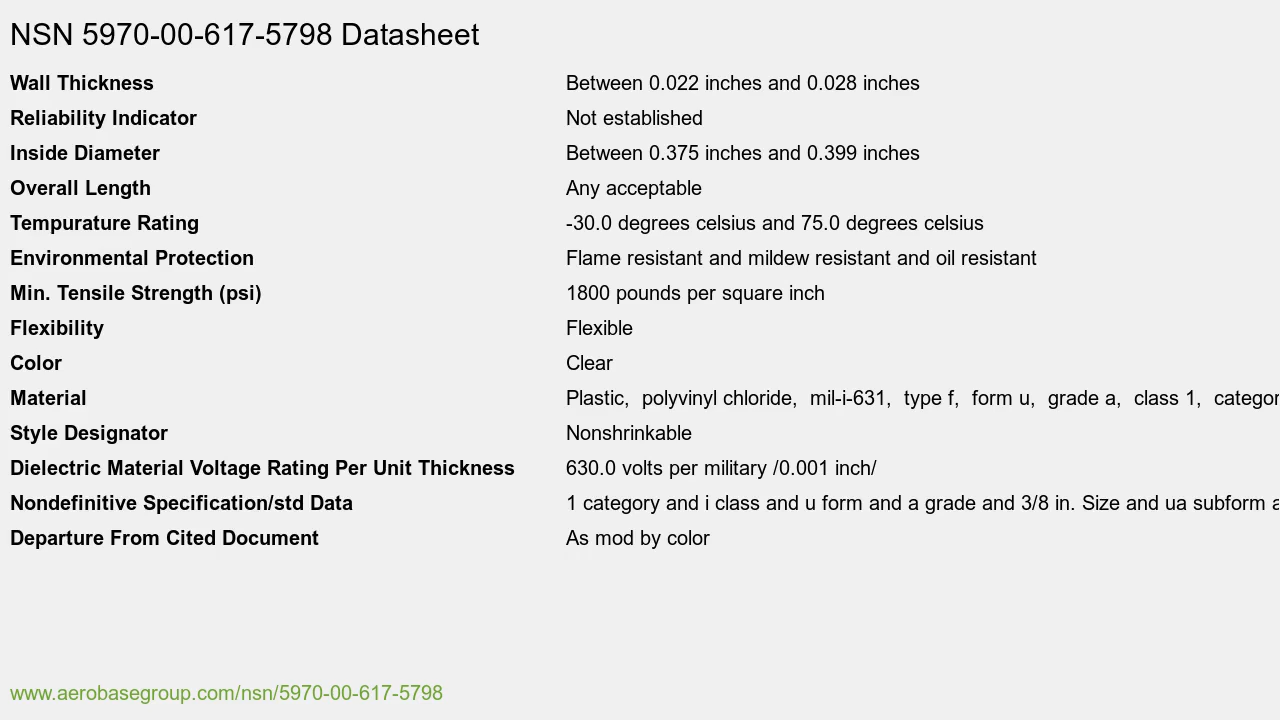 NSN 5970-00-617-5798 Datasheet
Wall Thickness Between 0.022 inches and 0.028 inches
Reliability Indicator Not established
Inside Diameter Between 0.375 inches and 0.399 inches
Overall Length Any acceptable
Tempurature Rating -30.0 degrees celsius and 75.0 degrees celsius
Environmental Protection Flame resistant and mildew resistant and oil resistant
Min. Tensile Strength (psi) 1800 pounds per square inch
Flexibility Flexible
Color Clear
Material Plastic, polyvinyl chloride, mil-i-631, type f, form u, grade a, class 1, categor
Style Designator Nonshrinkable
Dielectric Material Voltage Rating Per Unit Thickness 630.0 volts per military /0.001 inch/
Nondefinitive Specification/std Data 1 category and i class and u form and a grade and 3/8 in. Size and ua subform a
Departure From Cited Document As mod by color
www.aerobasegroup.com/nsn/5970-00-617-5798